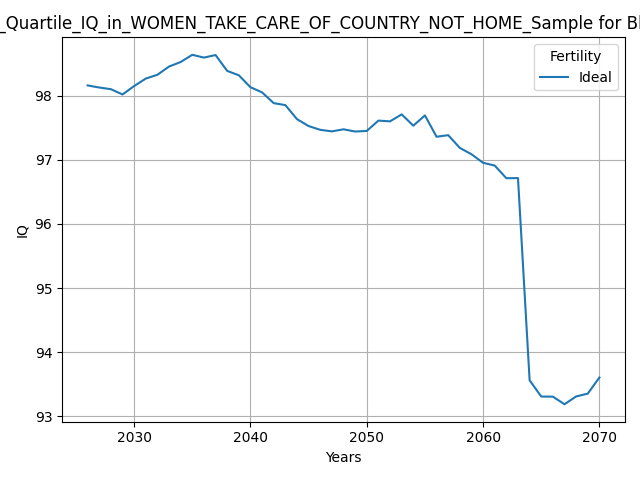 _Quartile_IQ_in_WOMEN_TAKE_CARE_OF_COUNTRY_NOT_HOME_Sample for Bl
Fertility
Ideal
98
97
96
95
94
93
IQ
2030 2040 2050 2060 2070
Years